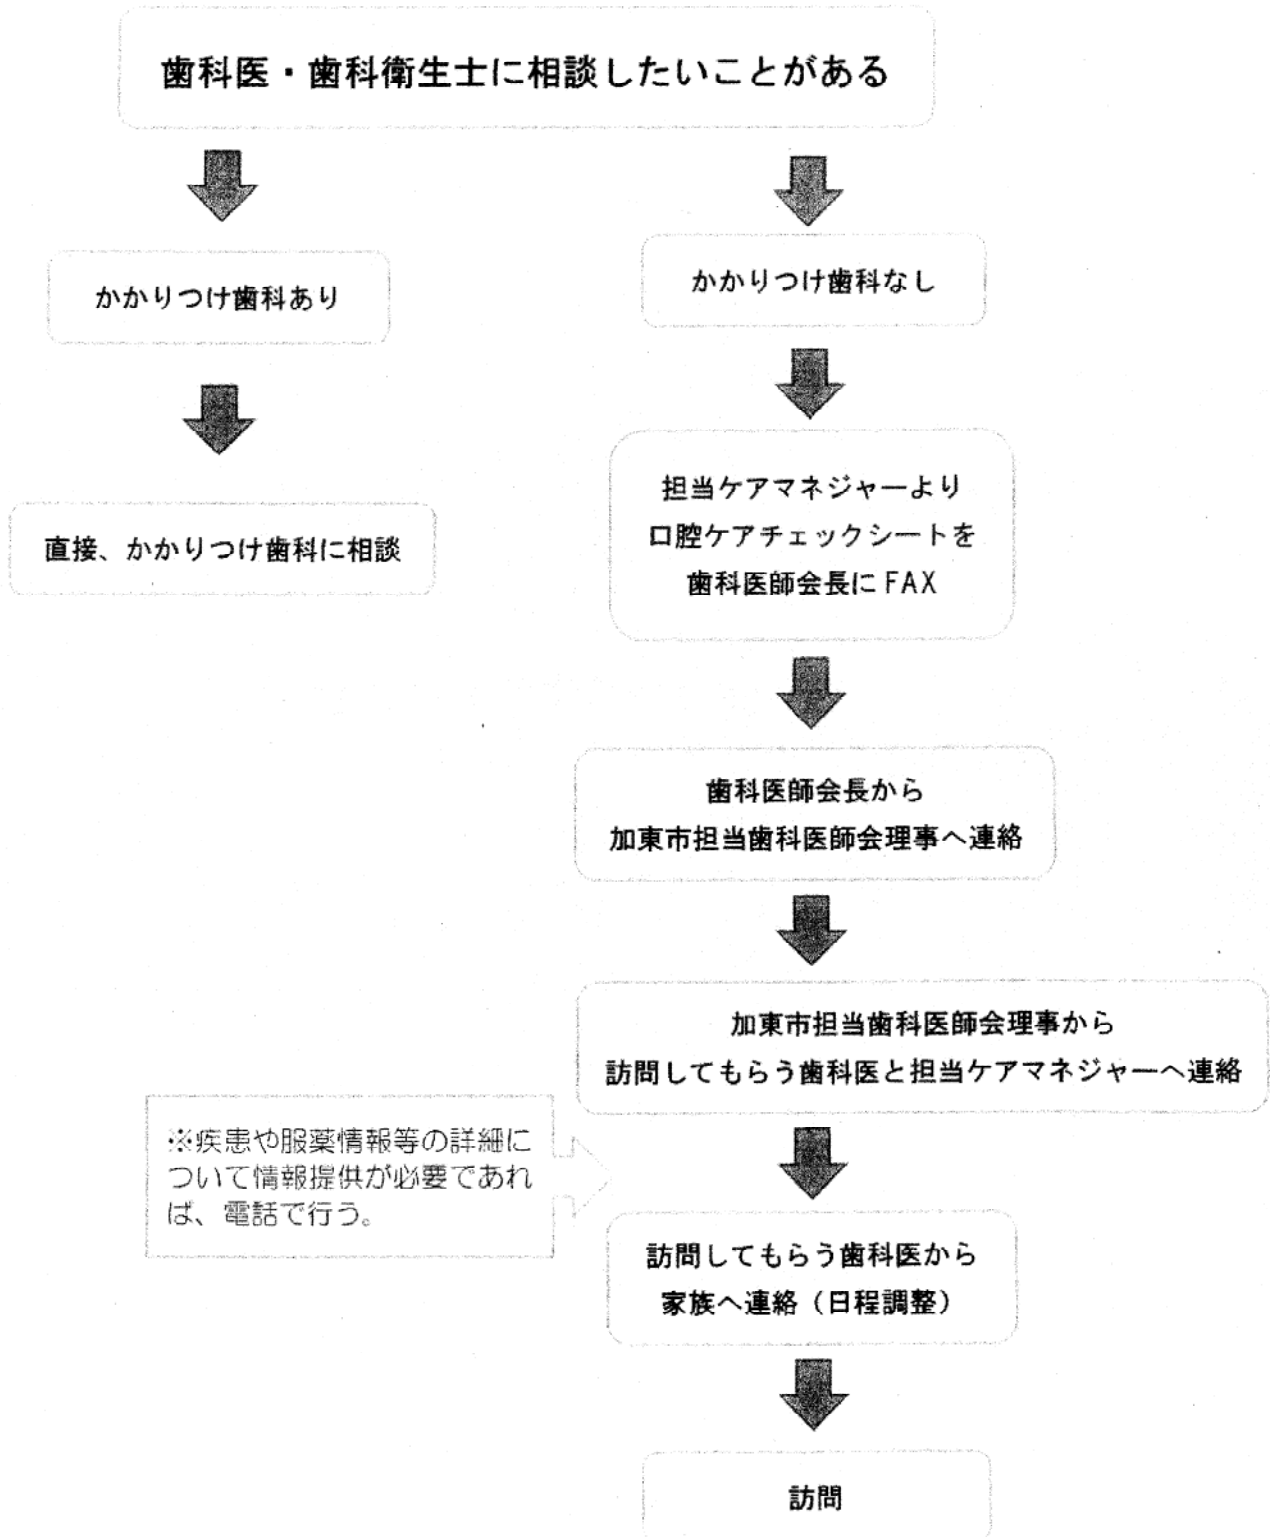 歯科医・歯科衛生士に相談したいことがある
かかりつけ歯科あり
直接、かかりつけ歯科に相談
かかりつけ歯科なし
担当ケアマネジャーより
口腔ケアチェックシートを
歯科医師会長に FAX
歯科医師会長から
加東市担当歯科医師会理事へ連絡
加東市担当歯科医師会理事から
訪問してもらう歯科医と担当ケアマネジャーへ連絡
※疾患や服薬情報等の詳細に
ついて情報提供が必要であれ
ば、電話で行う。
訪問してもらう歯科医から
家族へ連絡（日程調整）
訪問